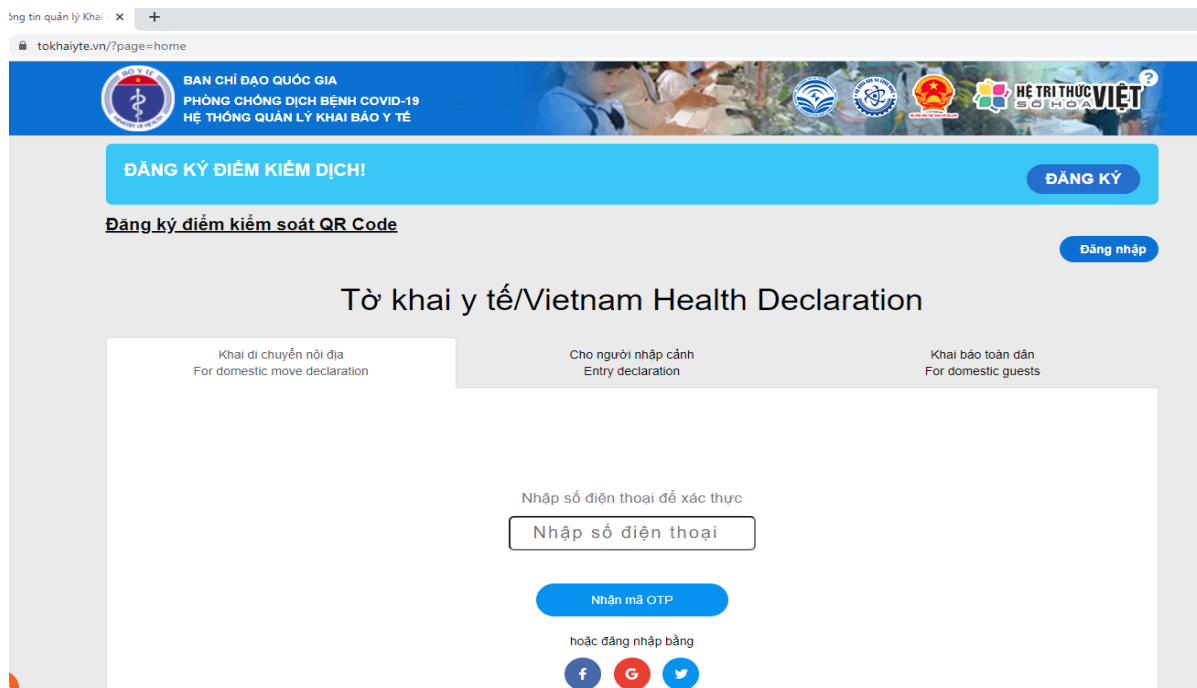 ông tin quản lý Khai
tokhaiyte.vn/?page=home
BỘ Y TẾ
MINISTRY OF HEALTH
BAN CHỈ ĐẠO QUỐC GIA
PHÒNG CHỐNG DỊCH BỆNH COVID-19
HỆ THỐNG QUẢN LÝ KHAI BÁO Y TẾ
HỆ TRI THỨC
SỐ HÓA
VIỆT
?
ĐĂNG KÝ ĐIỂM KIỂM DỊCH!
ĐĂNG KÝ
Đăng ký điểm kiểm soát QR Code
Đăng nhập
Tờ khai y tế/Vietnam Health Declaration
Khai di chuyển nội địa
For domestic move declaration
Cho người nhập cảnh
Entry declaration
Khai báo toàn dân
For domestic guests
Nhập số điện thoại để xác thực
Nhập số điện thoại
Nhận mã OTP
hoặc đăng nhập bằng
f
G